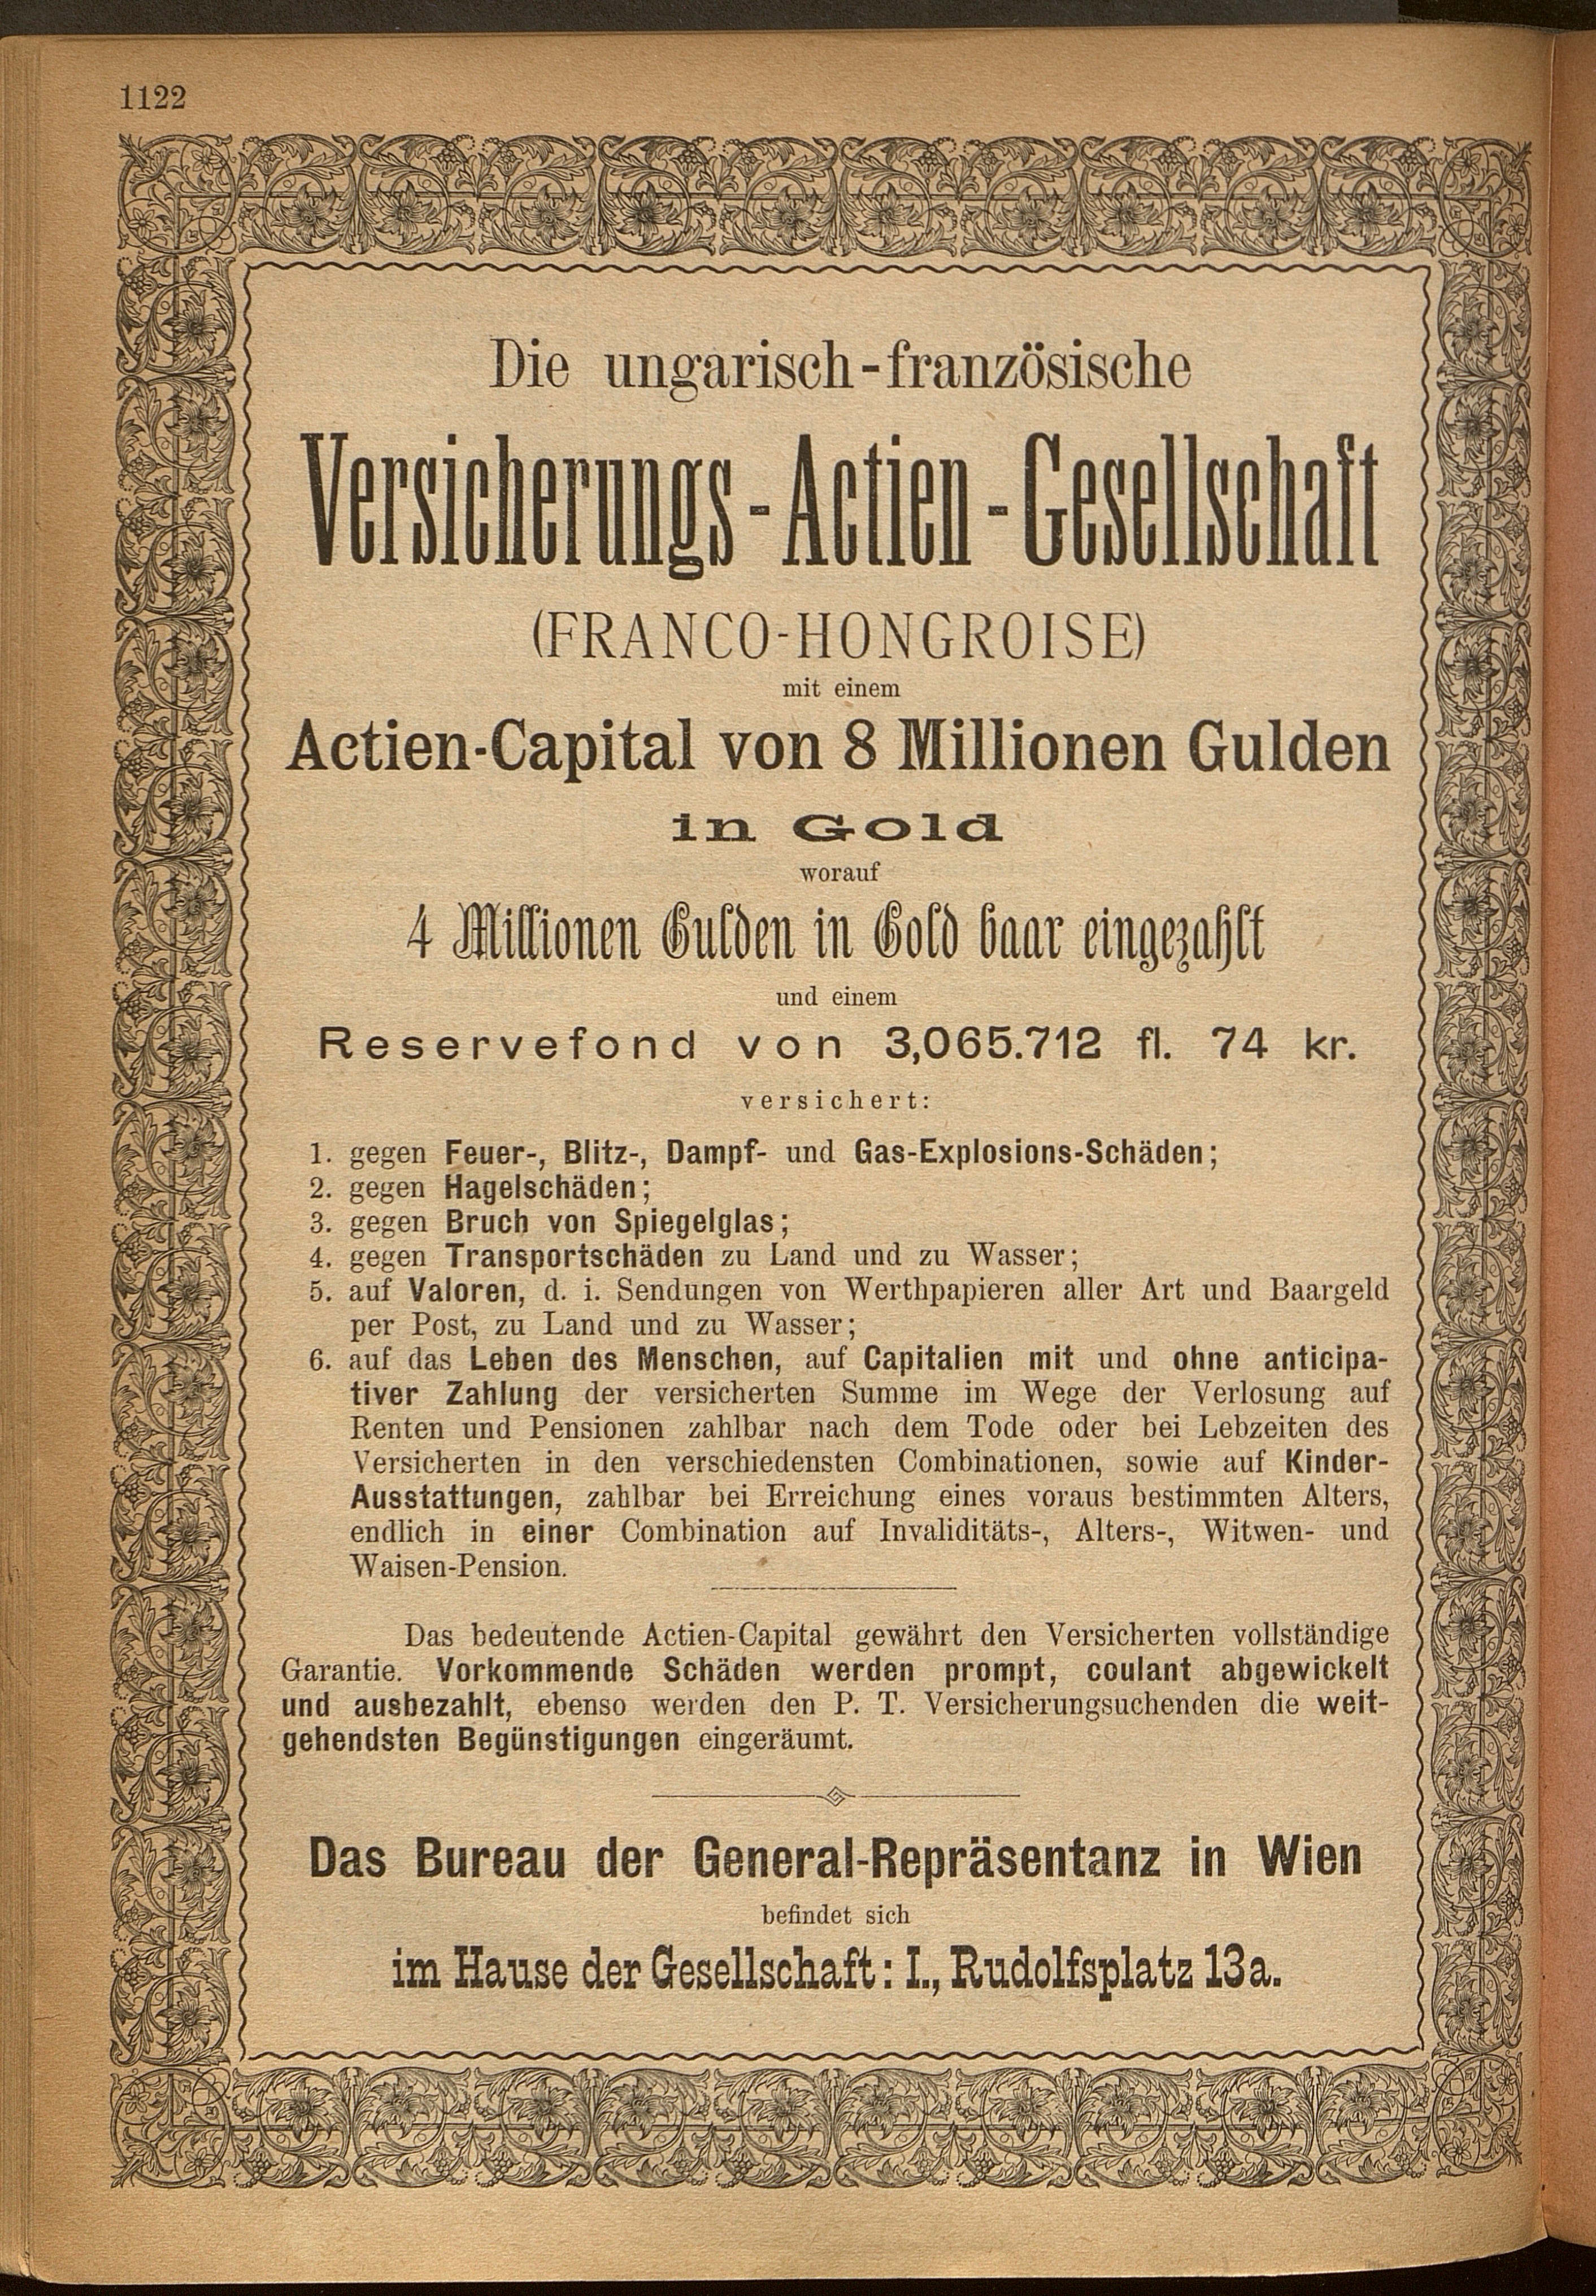 1122
Die ungarisch-französische
Versicherungs-Actien-Gesellschaft
(FRANCO-HONGROISE)
mit einem
Actien-Capital von 8 Millionen Gulden
in Gold
worauf
4 Millionen Gulden in Gold baar eingezahlt
und einem
Reservefond von 3,065.712 fl. 74 kr.
versichert:
1. gegen Feuer-, Blitz-, Dampf- und Gas-Explosions-Schäden;
2. gegen Hagelschäden;
3. gegen Bruch von Spiegelglas;
4. gegen Transportschäden zu Land und zu Wasser;
5. auf Valoren, d. i. Sendungen von Werthpapieren aller Art und Baargeld
per Post, zu Land und zu Wasser;
6. auf das Leben des Menschen, auf Capitalien mit und ohne anticipa-
tiver Zahlung der versicherten Summe im Wege der Verlosung auf
Renten und Pensionen zahlbar nach dem Tode oder bei Lebzeiten des
Versicherten in den verschiedensten Combinationen, sowie auf Kinder-
Ausstattungen, zahlbar bei Erreichung eines voraus bestimmten Alters,
endlich in einer Combination auf Invaliditäts-, Alters-, Witwen- und
Waisen-Pension.
Das bedeutende Actien-Capital gewährt den Versicherten vollständige
Garantie. Vorkommende Schäden werden prompt, coulant abgewickelt
und ausbezahlt, ebenso werden den P. T. Versicherungsuchenden die weit-
gehendsten Begünstigungen eingeräumt.
Das Bureau der General-Repräsentanz in Wien
befindet sich
im Hause der Gesellschaft: I., Rudolfsplatz 13a.